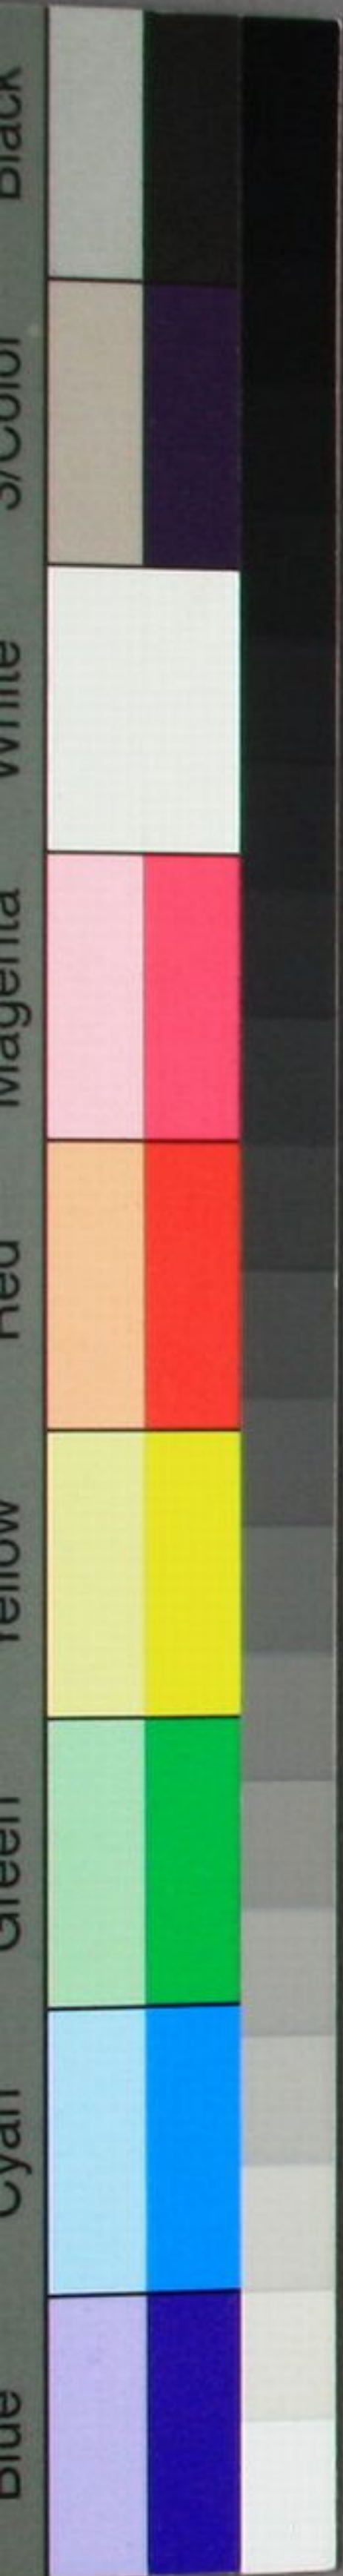 Black
3/Color
White
Magenta
Red
Yellow
Green
Cyan
Blue